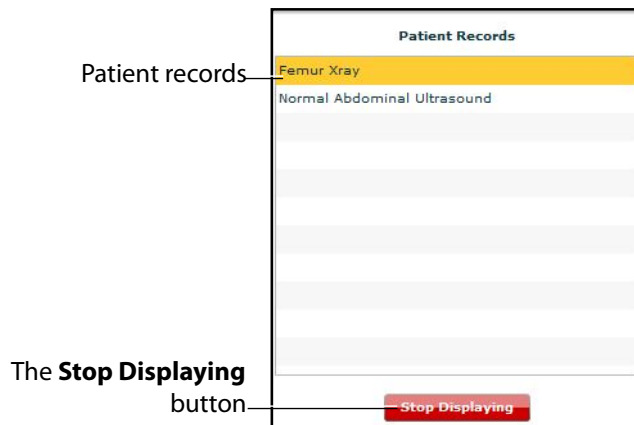 Patient Records
Patient records
Femur Xray
Normal Abdominal Ultrasound
The Stop Displaying
button
Stop Displaying